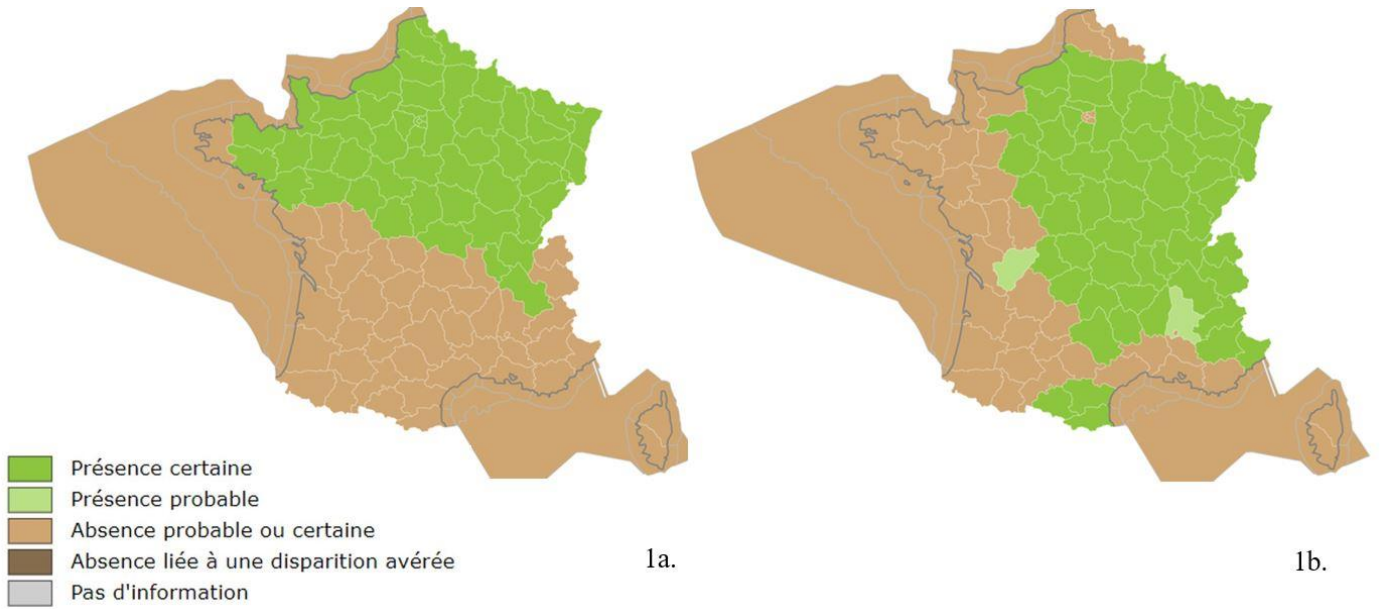 Présence certaine
Présence probable
Absence probable ou certaine
Absence liée à une disparition avérée
Pas d'information
1a.
1b.